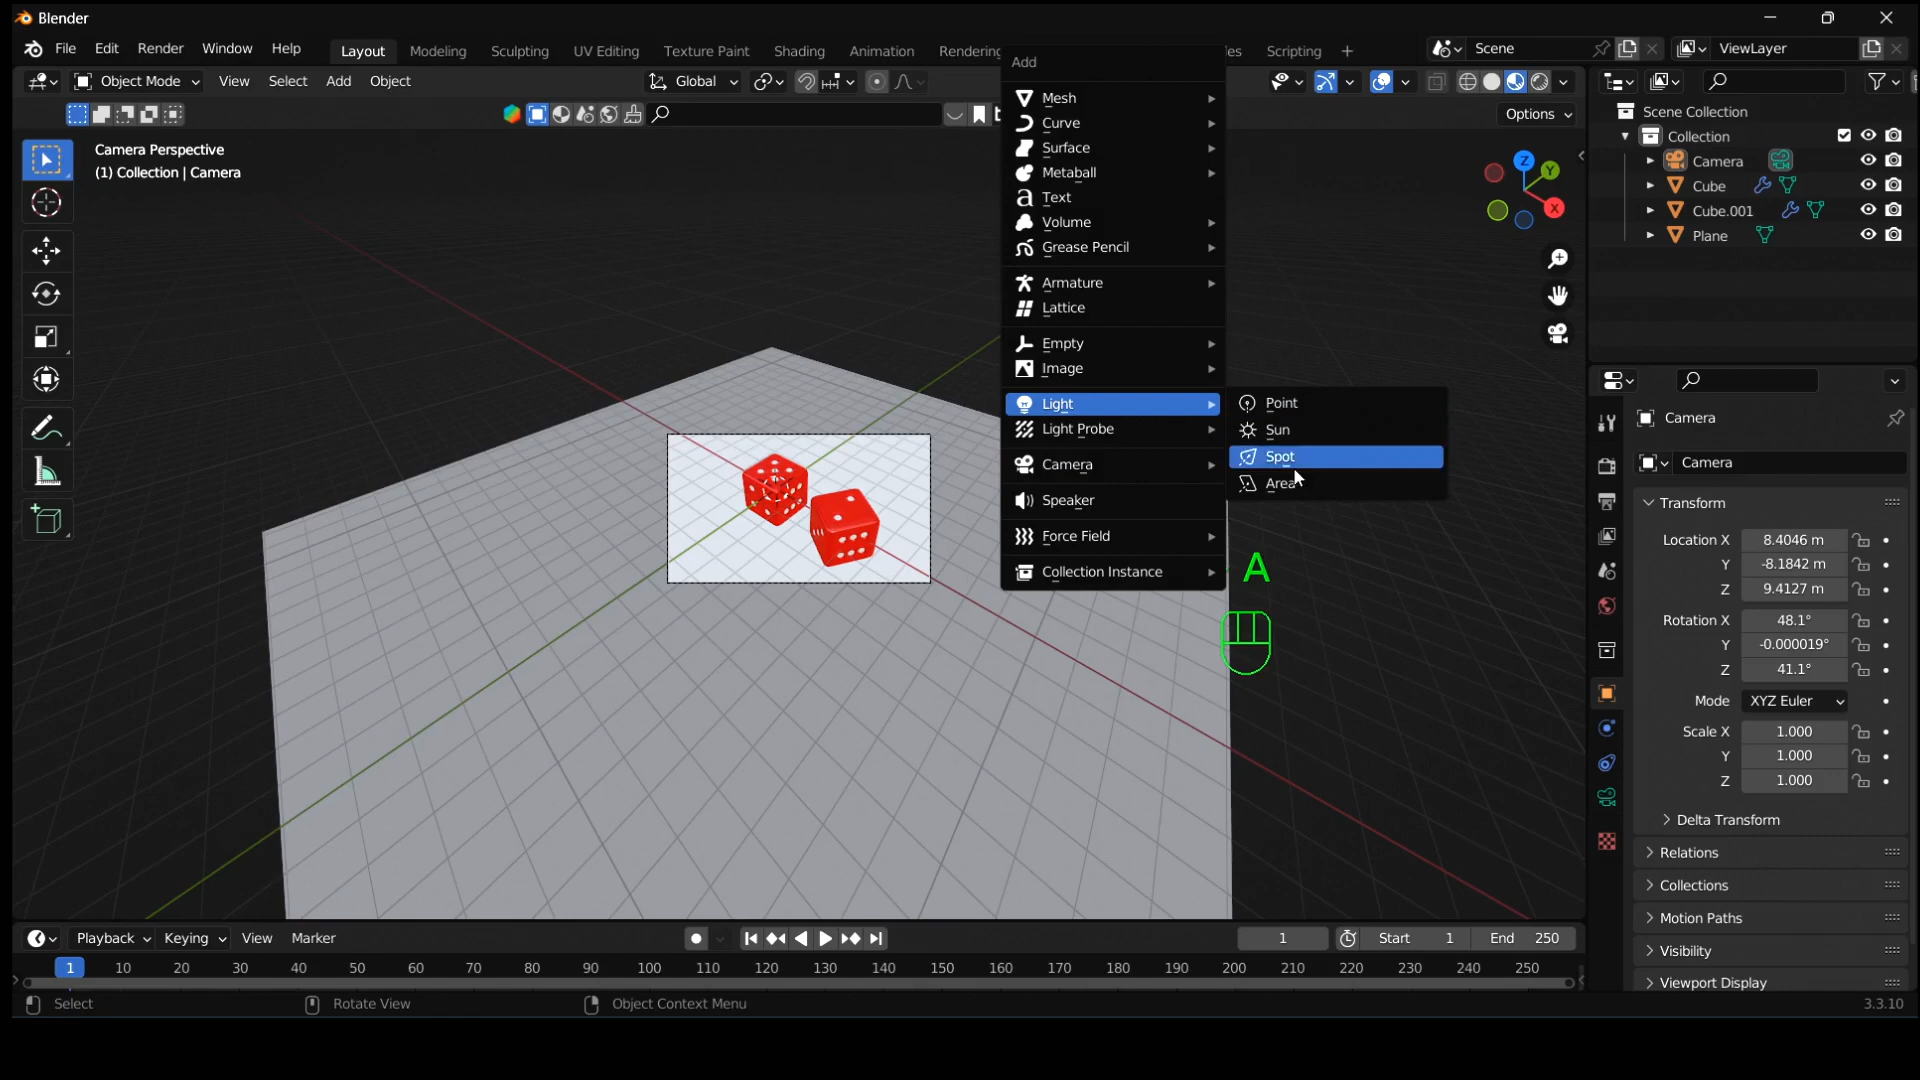 Blender
File Edit Render Window Help Layout Modeling Sculpting UV Editing Texture Paint Shading Animation Rendering Scripting + Scene ViewLayer
Object Mode View Select Add Object Global
Options
Camera Perspective
(1) Collection | Camera
Add
Mesh
Curve
Surface
Metaball
Text
Volume
Grease Pencil
Armature
Lattice
Empty
Image
Light
Light Probe
Camera
Speaker
Force Field
Collection Instance
Point
Sun
Spot
Area
A
Z
Y
X
Scene Collection
Collection
Camera
Cube
Cube.001
Plane
Camera
Camera
Transform
Location X 8.4046 m
Y -8.1842 m
Z 9.4127 m
Rotation X 48.1°
Y -0.000019°
Z 41.1°
Mode XYZ Euler
Scale X 1.000
Y 1.000
Z 1.000
Delta Transform
Relations
Collections
Motion Paths
Visibility
Viewport Display
Playback Keying View Marker 1 Start 1 End 250
1 10 20 30 40 50 60 70 80 90 100 110 120 130 140 150 160 170 180 190 200 210 220 230 240 250
Select Rotate View Object Context Menu 3.3.10